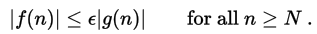 |f(n)| ≤ ϵ|g(n)| for all n ≥ N .